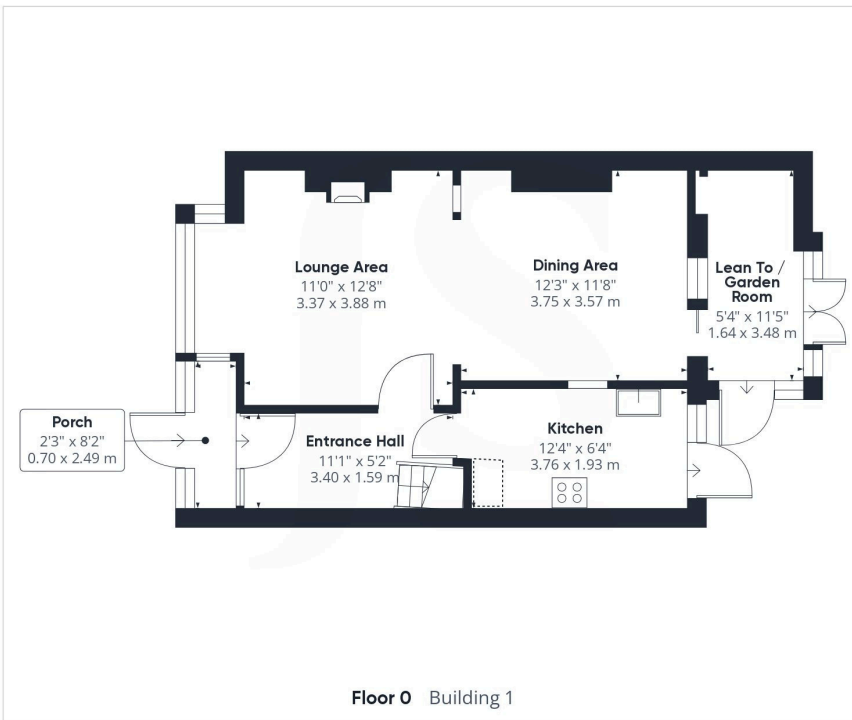 Lounge Area
11'0" x 12'8"
3.37 x 3.88 m
Dining Area
12'3" x 11'8"
3.75 x 3.57 m
Lean To /
Garden
Room
5'4" x 11'5"
1.64 x 3.48 m
Porch
2'3" x 8'2"
0.70 x 2.49 m
Entrance Hall
11'1" x 5'2"
3.40 x 1.59 m
Kitchen
12'4" x 6'4"
3.76 x 1.93 m
JS
Floor 0 Building 1